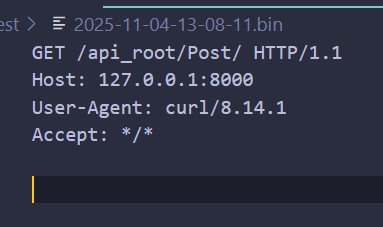 est > 2025-11-04-13-08-11.bin
GET /api_root/Post/ HTTP/1.1
Host: 127.0.0.1:8000
User-Agent: curl/8.14.1
Accept: */*